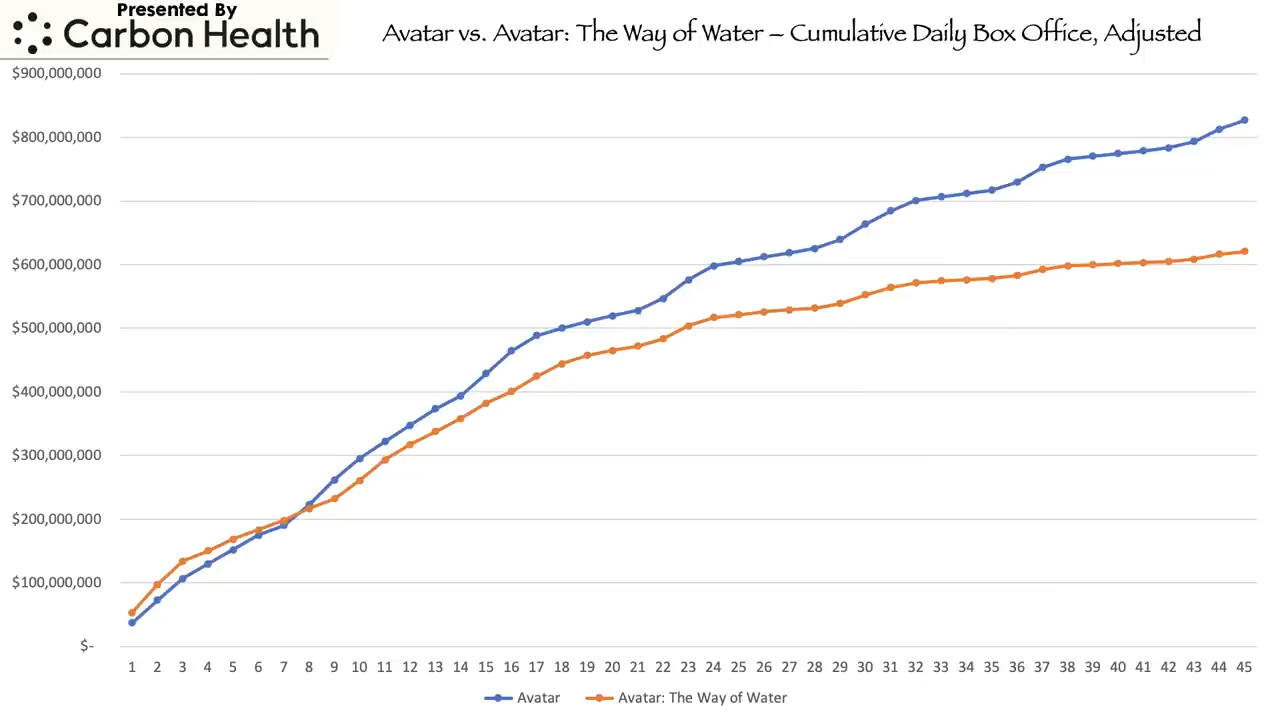 Presented By
Carbon Health
Avatar vs. Avatar: The Way of Water – Cumulative Daily Box Office, Adjusted
$900,000,000
$800,000,000
$700,000,000
$600,000,000
$500,000,000
$400,000,000
$300,000,000
$200,000,000
$100,000,000
$-
1 2 3 4 5 6 7 8 9 10 11 12 13 14 15 16 17 18 19 20 21 22 23 24 25 26 27 28 29 30 31 32 33 34 35 36 37 38 39 40 41 42 43 44 45
Avatar Avatar: The Way of Water